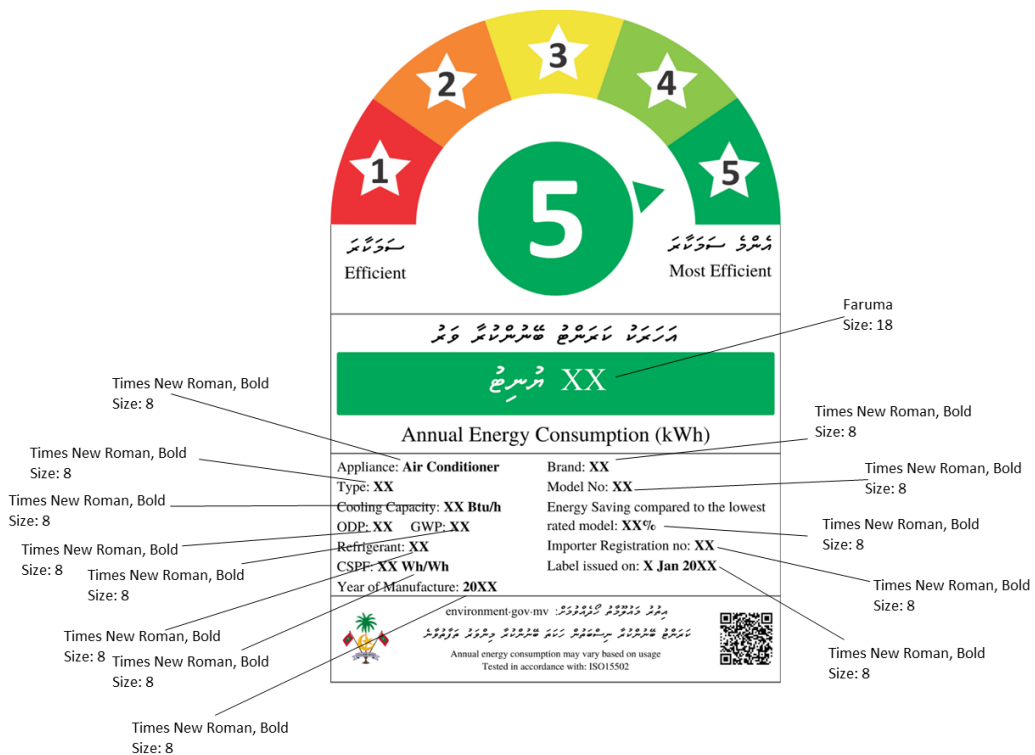 1
2
3
4
5
5
ސަމަކާރަ
Efficient
އެންމެ ސަމަކާރަ
Most Efficient
Faruma
Size: 18
އަހަރަކު ކަރަންޓު ބޭނުންކުރާ ވަރު
XX ޔުނިޓު
Annual Energy Consumption (kWh)
Times New Roman, Bold
Size: 8
Times New Roman, Bold
Size: 8
Times New Roman, Bold
Size: 8
Times New Roman, Bold
Size: 8
Times New Roman, Bold
Size: 8
Times New Roman, Bold
Size: 8
Times New Roman, Bold
Size: 8
Times New Roman, Bold
Size: 8
Appliance: Air Conditioner
Type: XX
Cooling Capacity: XX Btu/h
ODP: XX GWP: XX
Refrigerant: XX
CSPF: XX Wh/Wh
Year of Manufacture: 20XX
Brand: XX
Model No: XX
Energy Saving compared to the lowest
rated model: XX%
Importer Registration no: XX
Label issued on: X Jan 20XX
Times New Roman, Bold
Size: 8
Times New Roman, Bold
Size: 8
Times New Roman, Bold
Size: 8
Times New Roman, Bold
Size: 8
Times New Roman, Bold
Size: 8
އިތުރު މައުލޫމާތު ހޯދެއްވުމަށް: environment-gov-mv
ކަރަންޓު ބޭނުންކުރާ ނިސްބަތުން ހަކަތަ ބޭނުންކުރާ މިންވަރު ތަފާތުވާނެ
Annual energy consumption may vary based on usage
Tested in accordance with: ISO15502